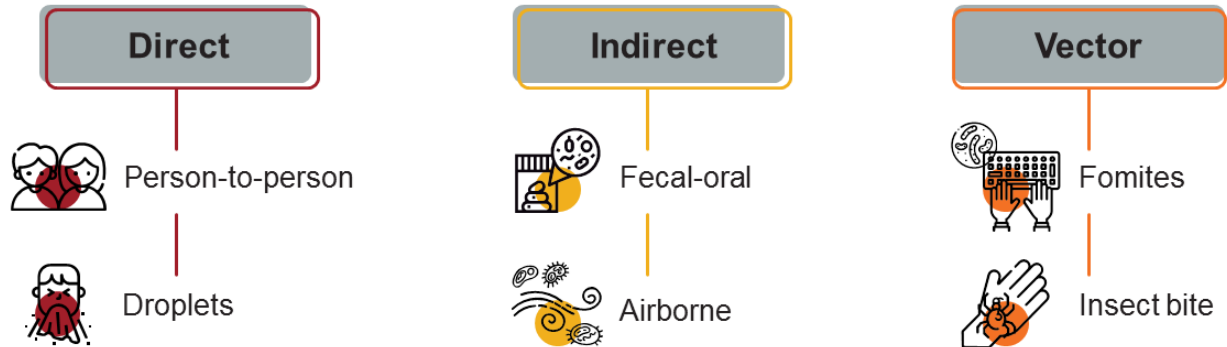 Direct
Person-to-person
Droplets
Indirect
Fecal-oral
Airborne
Vector
Fomites
Insect bite